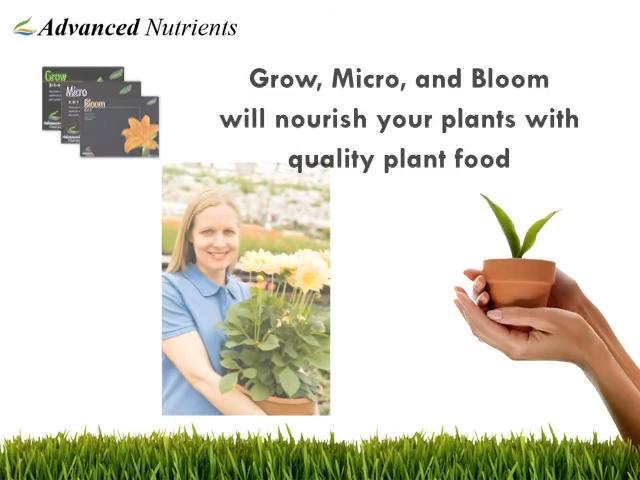 Advanced Nutrients
Grow
Micro
Bloom
Grow, Micro, and Bloom
will nourish your plants with
quality plant food